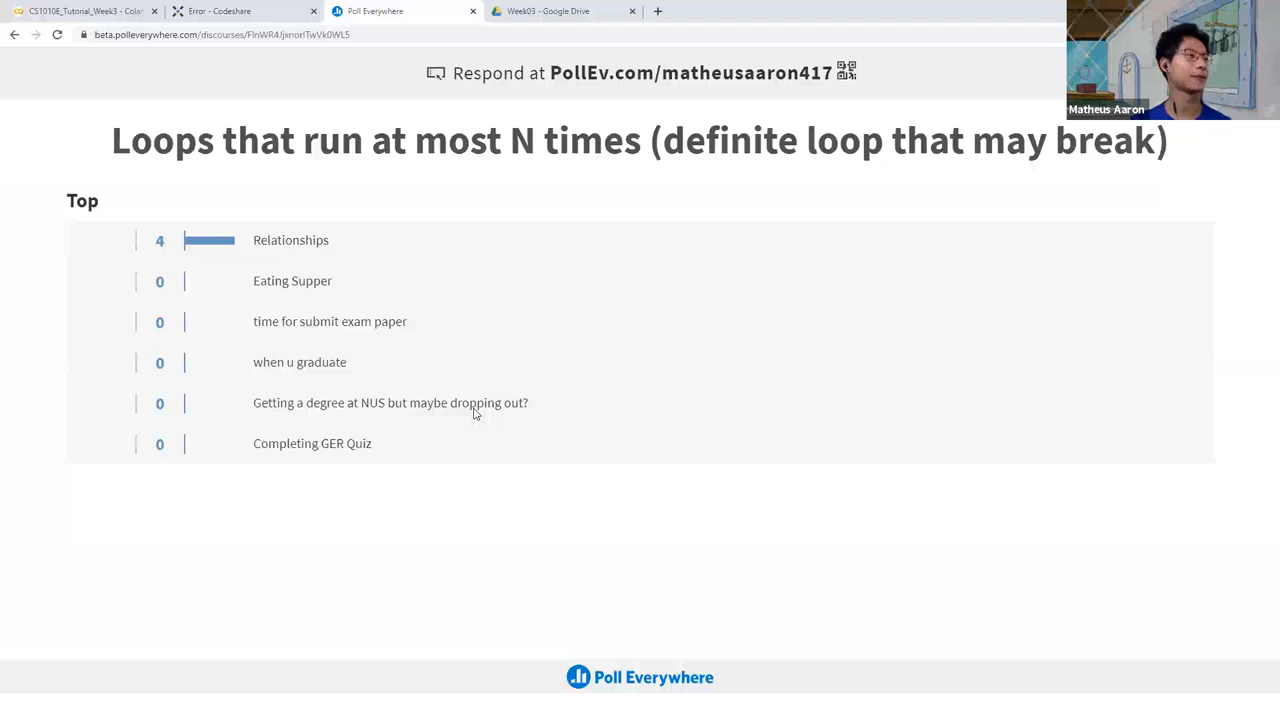 CS1010E_Tutorial_Week3 - Cola
Error - Codeshare
Poll Everywhere
Week03 - Google Drive
beta.polleverywhere.com/discourses/
Respond at PollEv.com/matheusaaron417
Matheus Aaron
Loops that run at most N times (definite loop that may break)
Top
4 Relationships
0 Eating Supper
0 time for submit exam paper
0 when u graduate
0 Getting a degree at NUS but maybe dropping out?
0 Completing GER Quiz
Poll Everywhere